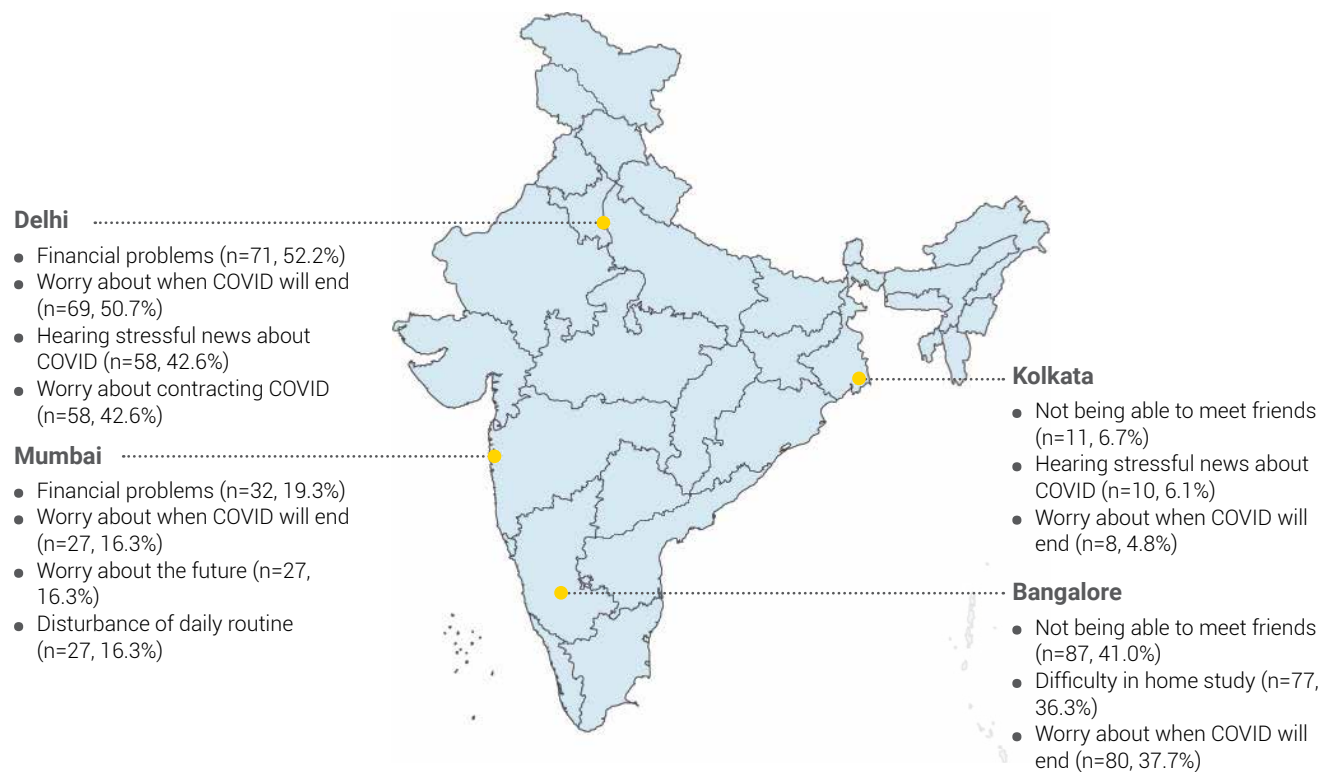 Delhi
● Financial problems (n=71, 52.2%)
● Worry about when COVID will end
(n=69, 50.7%)
● Hearing stressful news about
COVID (n=58, 42.6%)
● Worry about contracting COVID
(n=58, 42.6%)
Mumbai
● Financial problems (n=32, 19.3%)
● Worry about when COVID will end
(n=27, 16.3%)
● Worry about the future (n=27,
16.3%)
● Disturbance of daily routine
(n=27, 16.3%)
Kolkata
● Not being able to meet friends
(n=11, 6.7%)
● Hearing stressful news about
COVID (n=10, 6.1%)
● Worry about when COVID will
end (n=8, 4.8%)
Bangalore
● Not being able to meet friends
(n=87, 41.0%)
● Difficulty in home study (n=77,
36.3%)
● Worry about when COVID will
end (n=80, 37.7%)